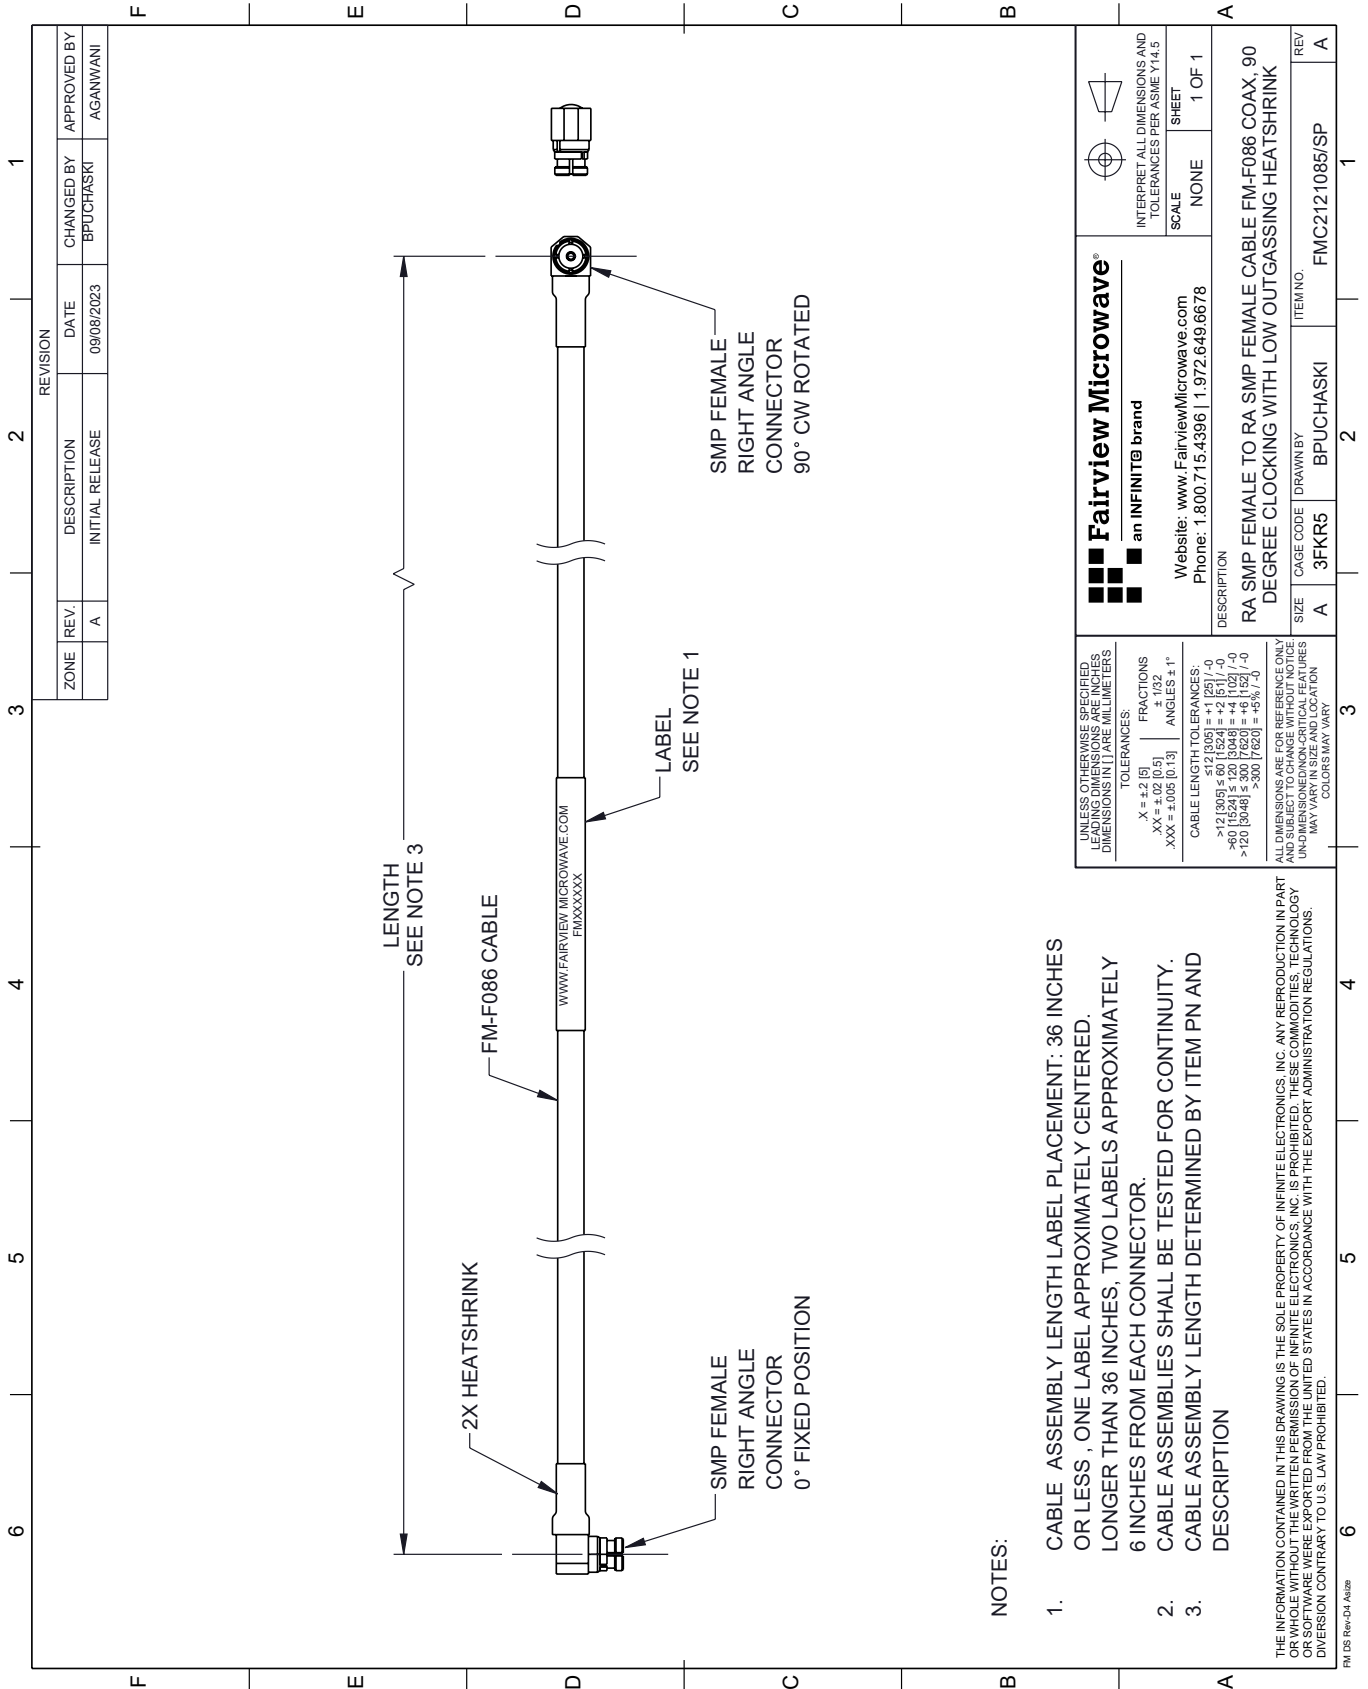 6
5
4
3
2
1
F
E
D
C
B
A
REVISION
ZONE
REV.
DESCRIPTION
DATE
CHANGED BY
APPROVED BY
A
INITIAL RELEASE
09/08/2023
BPUCHASKI
AGANWANI
LENGTH
SEE NOTE 3
2X HEATSHRINK
FM-F086 CABLE
WWW.FAIRVIEW MICROWAVE.COM
FMXXXXXX
SMP FEMALE
RIGHT ANGLE
CONNECTOR
0° FIXED POSITION
LABEL
SEE NOTE 1
SMP FEMALE
RIGHT ANGLE
CONNECTOR
90° CW ROTATED
NOTES:
1. CABLE ASSEMBLY LENGTH LABEL PLACEMENT: 36 INCHES
OR LESS , ONE LABEL APPROXIMATELY CENTERED.
LONGER THAN 36 INCHES, TWO LABELS APPROXIMATELY
6 INCHES FROM EACH CONNECTOR.
2. CABLE ASSEMBLIES SHALL BE TESTED FOR CONTINUITY.
3. CABLE ASSEMBLY LENGTH DETERMINED BY ITEM PN AND
DESCRIPTION
THE INFORMATION CONTAINED IN THIS DRAWING IS THE SOLE PROPERTY OF INFINITE ELECTRONICS, INC. ANY REPRODUCTION IN PART
OR WHOLE WITHOUT THE WRITTEN PERMISSION OF INFINITE ELECTRONICS, INC. IS PROHIBITED. THESE COMMODITIES, TECHNOLOGY
OR SOFTWARE WERE EXPORTED FROM THE UNITED STATES IN ACCORDANCE WITH THE EXPORT ADMINISTRATION REGULATIONS.
DIVERSION CONTRARY TO U.S. LAW PROHIBITED.
UNLESS OTHERWISE SPECIFIED
LEADING DIMENSIONS ARE INCHES
DIMENSIONS IN [ ] ARE MILLIMETERS
TOLERANCES:
.X = ±.2 [5]
.XX = ±.02 [0.5]
.XXX = ±.005 [0.13]
FRACTIONS
± 1/32
ANGLES ± 1°
CABLE LENGTH TOLERANCES:
≤12 [305] = +1 [25] / -0
>12 [305] ≤ 60 [1524] = +2 [51] / -0
>60 [1524] ≤ 120 [3048] = +4 [102] / -0
>120 [3048] ≤ 300 [7620] = +6 [152] / -0
>300 [7620] = +5% / -0
ALL DIMENSIONS ARE FOR REFERENCE ONLY
AND SUBJECT TO CHANGE WITHOUT NOTICE.
UN-DIMENSIONED/NON-CRITICAL FEATURES
MAY VARY IN SIZE AND LOCATION
COLORS MAY VARY
Fairview Microwave®
an INFINIT@ brand
Website: www.FairviewMicrowave.com
Phone: 1.800.715.4396 | 1.972.649.6678
INTERPRET ALL DIMENSIONS AND
TOLERANCES PER ASME Y14.5
SCALE
NONE
SHEET
1 OF 1
DESCRIPTION
RA SMP FEMALE TO RA SMP FEMALE CABLE FM-F086 COAX, 90
DEGREE CLOCKING WITH LOW OUTGASSING HEATSHRINK
SIZE
A
CAGE CODE
3FKR5
DRAWN BY
BPUCHASKI
ITEM NO.
FMC2121085/SP
REV
A
F
E
D
C
B
A
FM DS Rev-D4 Asize
6
5
4
3
2
1